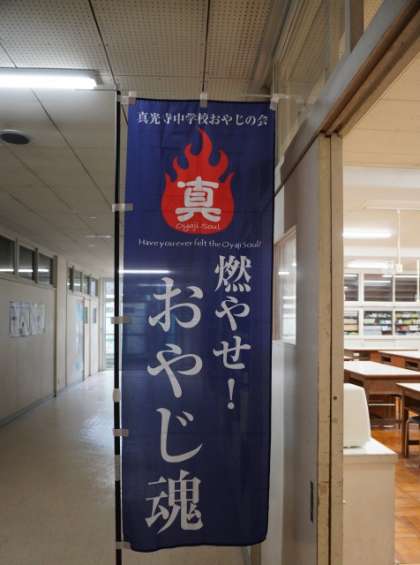 真光寺中学校おやじの会
真
Oyaji Soul
Have you ever felt the Oyaji Soul?
燃やせ!
おやじ魂